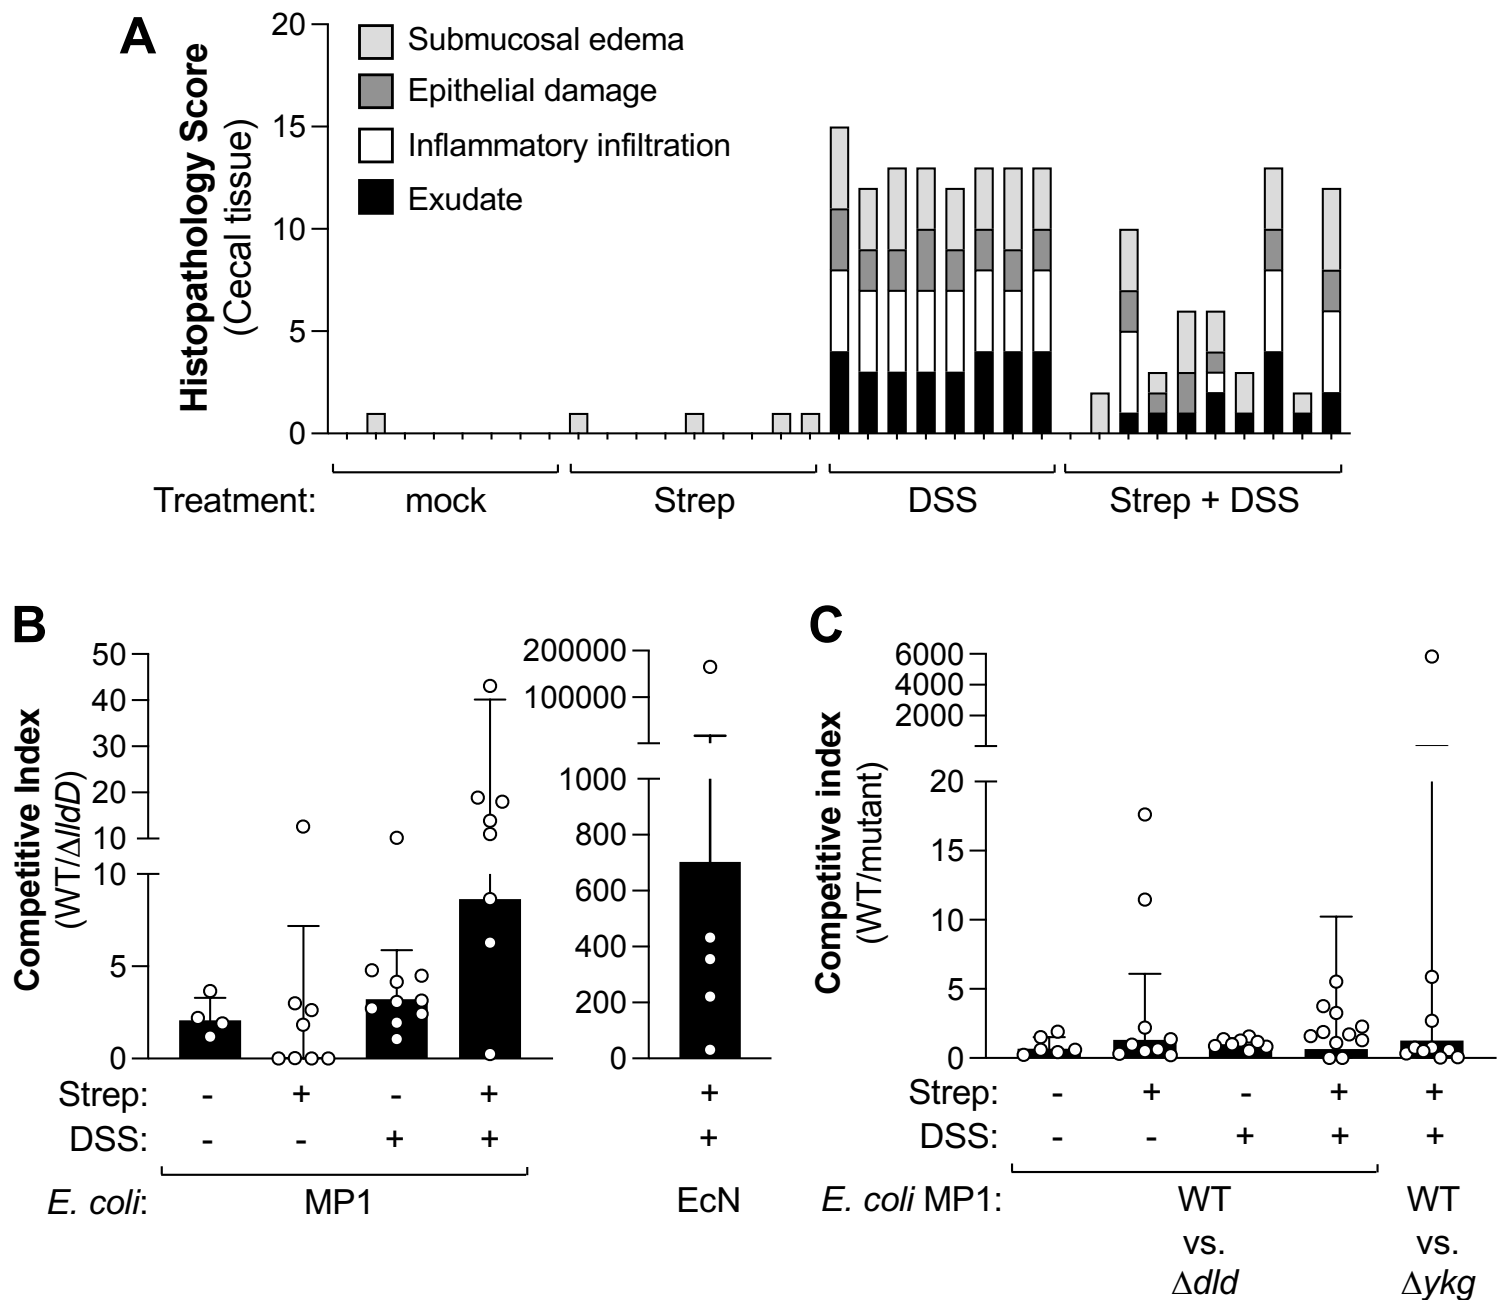 A
Histopathology Score
(Cecal tissue)
20
15
10
5
0
Submucosal edema
Epithelial damage
Inflammatory infiltration
Exudate
Treatment: mock Strep DSS Strep + DSS
B
Competitive Index
(WT/ΔlldD)
50
40
30
20
10
10
5
0
200000
100000
1000
800
600
400
200
0
Strep: - + - + +
DSS: - - + + +
E. coli: MP1 EcN
C
Competitive index
(WT/mutant)
6000
4000
2000
20
15
10
5
0
Strep: - + - + +
DSS: - - + + +
E. coli MP1: WT WT
vs. vs.
Δdld Δykg